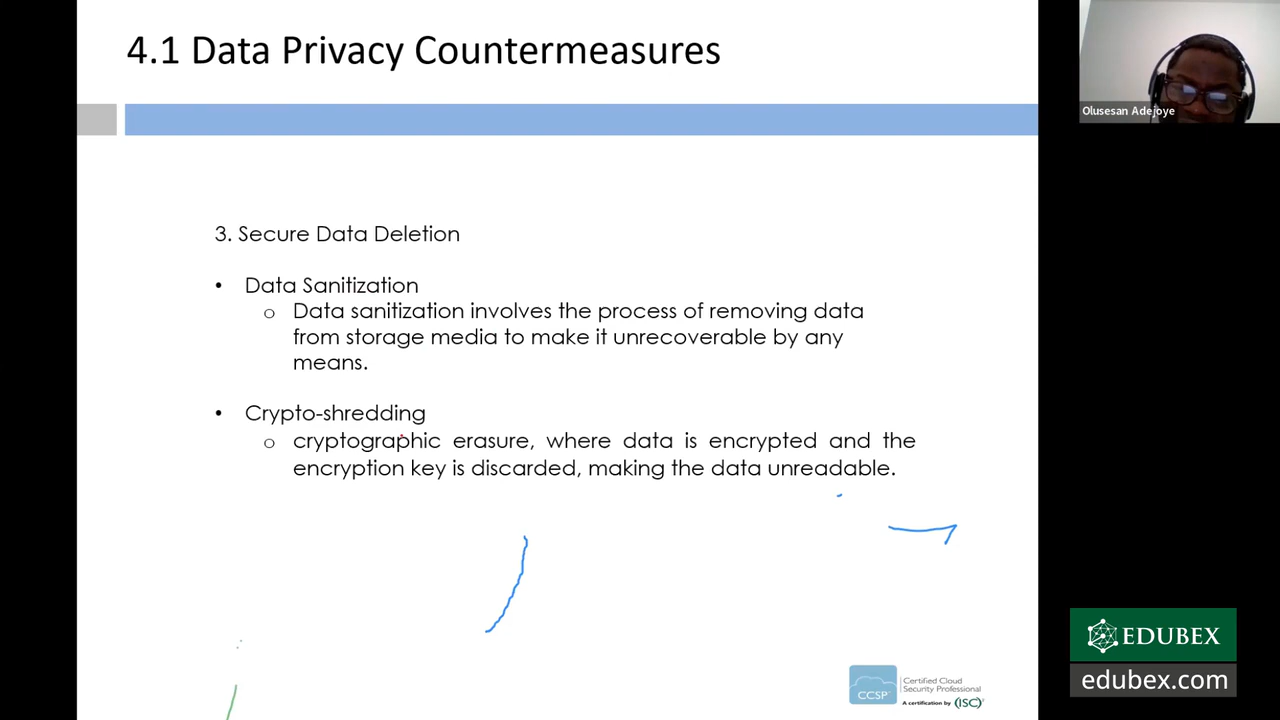 4.1 Data Privacy Countermeasures
Olusesan Adejoye
3. Secure Data Deletion
• Data Sanitization
o Data sanitization involves the process of removing data
from storage media to make it unrecoverable by any
means.
• Crypto-shredding
o cryptographic erasure, where data is encrypted and the
encryption key is discarded, making the data unreadable.
EDUBEX
edubex.com
CCSP
Certified Cloud
Security Professional
A certification by (ISC)²